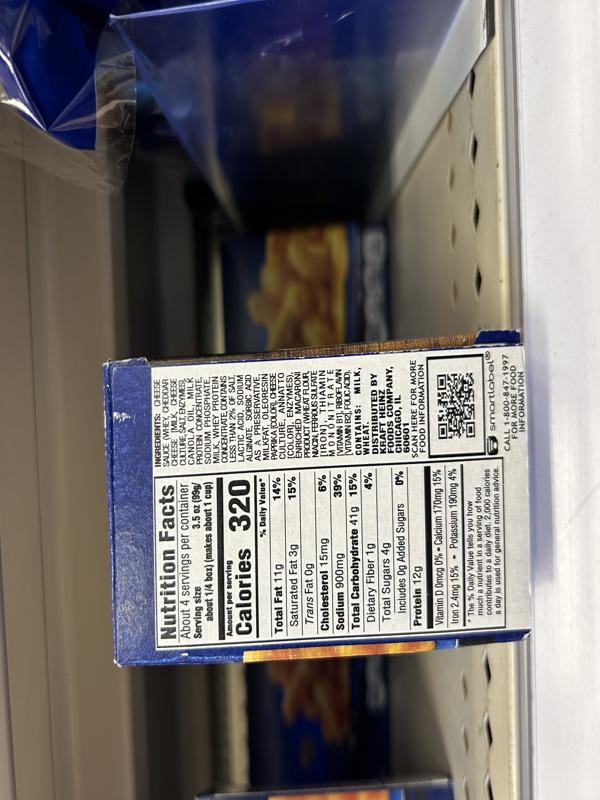 Nutrition Facts
About 4 servings per container
Serving size 3.5 oz (99g/
about 1/4 box) (makes about 1 cup)
Amount per serving
Calories 320
% Daily Value*
Total Fat 11g 14%
Saturated Fat 3g 15%
Trans Fat 0g
Cholesterol 15mg 6%
Sodium 900mg 39%
Total Carbohydrate 41g 15%
Dietary Fiber 1g 4%
Total Sugars 4g
Includes 0g Added Sugars 0%
Protein 12g
Vitamin D 0mcg 0% • Calcium 170mg 15%
Iron 2.4mg 15% • Potassium 190mg 4%
* The % Daily Value tells you how
much a nutrient in a serving of food
contributes to a daily diet. 2,000 calories
a day is used for general nutrition advice.
INGREDIENTS: CHEESE
SAUCE (WHEY, CHEDDAR
CHEESE [MILK, CHEESE
CULTURE, SALT, ENZYMES],
CANOLA OIL, MILK
PROTEIN CONCENTRATE,
SODIUM PHOSPHATE,
MILK, WHEY PROTEIN
CONCENTRATE, CONTAINS
LESS THAN 2% OF SALT,
LACTIC ACID, SODIUM
ALGINATE, SORBIC ACID
AS A PRESERVATIVE,
MILKFAT, OLEORESIN
PAPRIKA [COLOR], CHEESE
CULTURE, ANNATTO
[COLOR], ENZYMES),
ENRICHED MACARONI
PRODUCT (WHEAT FLOUR,
NIACIN, FERROUS SULFATE
[IRON], THIAMIN
MONONITRATE
[VITAMIN B1], RIBOFLAVIN
[VITAMIN B2], FOLIC ACID).
CONTAINS: MILK,
WHEAT.
DISTRIBUTED BY
KRAFT HEINZ
FOODS COMPANY,
CHICAGO, IL
60601
SCAN HERE FOR MORE
FOOD INFORMATION
smartlabel®
CALL 1-800-847-1997
FOR MORE FOOD
INFORMATION